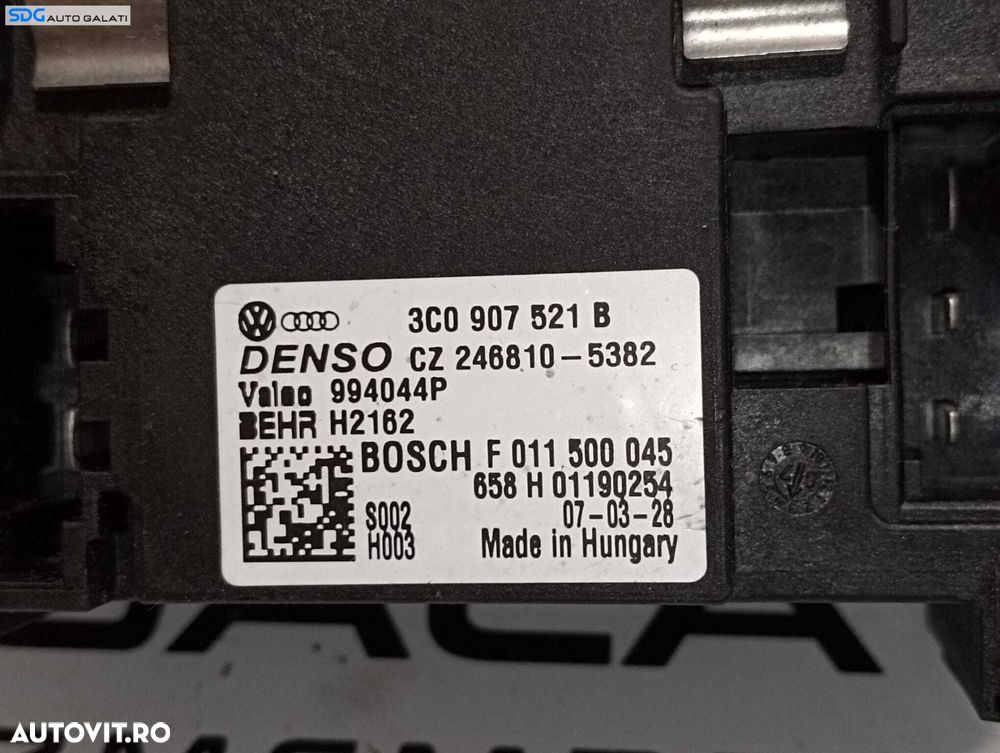 SDG AUTO GALATI
3C0 907 521 B
DENSO CZ 246810-5382
Valeo 994044P
BEHR H2162
BOSCH F 011 500 045
658 H 01190254
S002 07-03-28
H003 Made in Hungary
DACA
AUTOVIT.RO